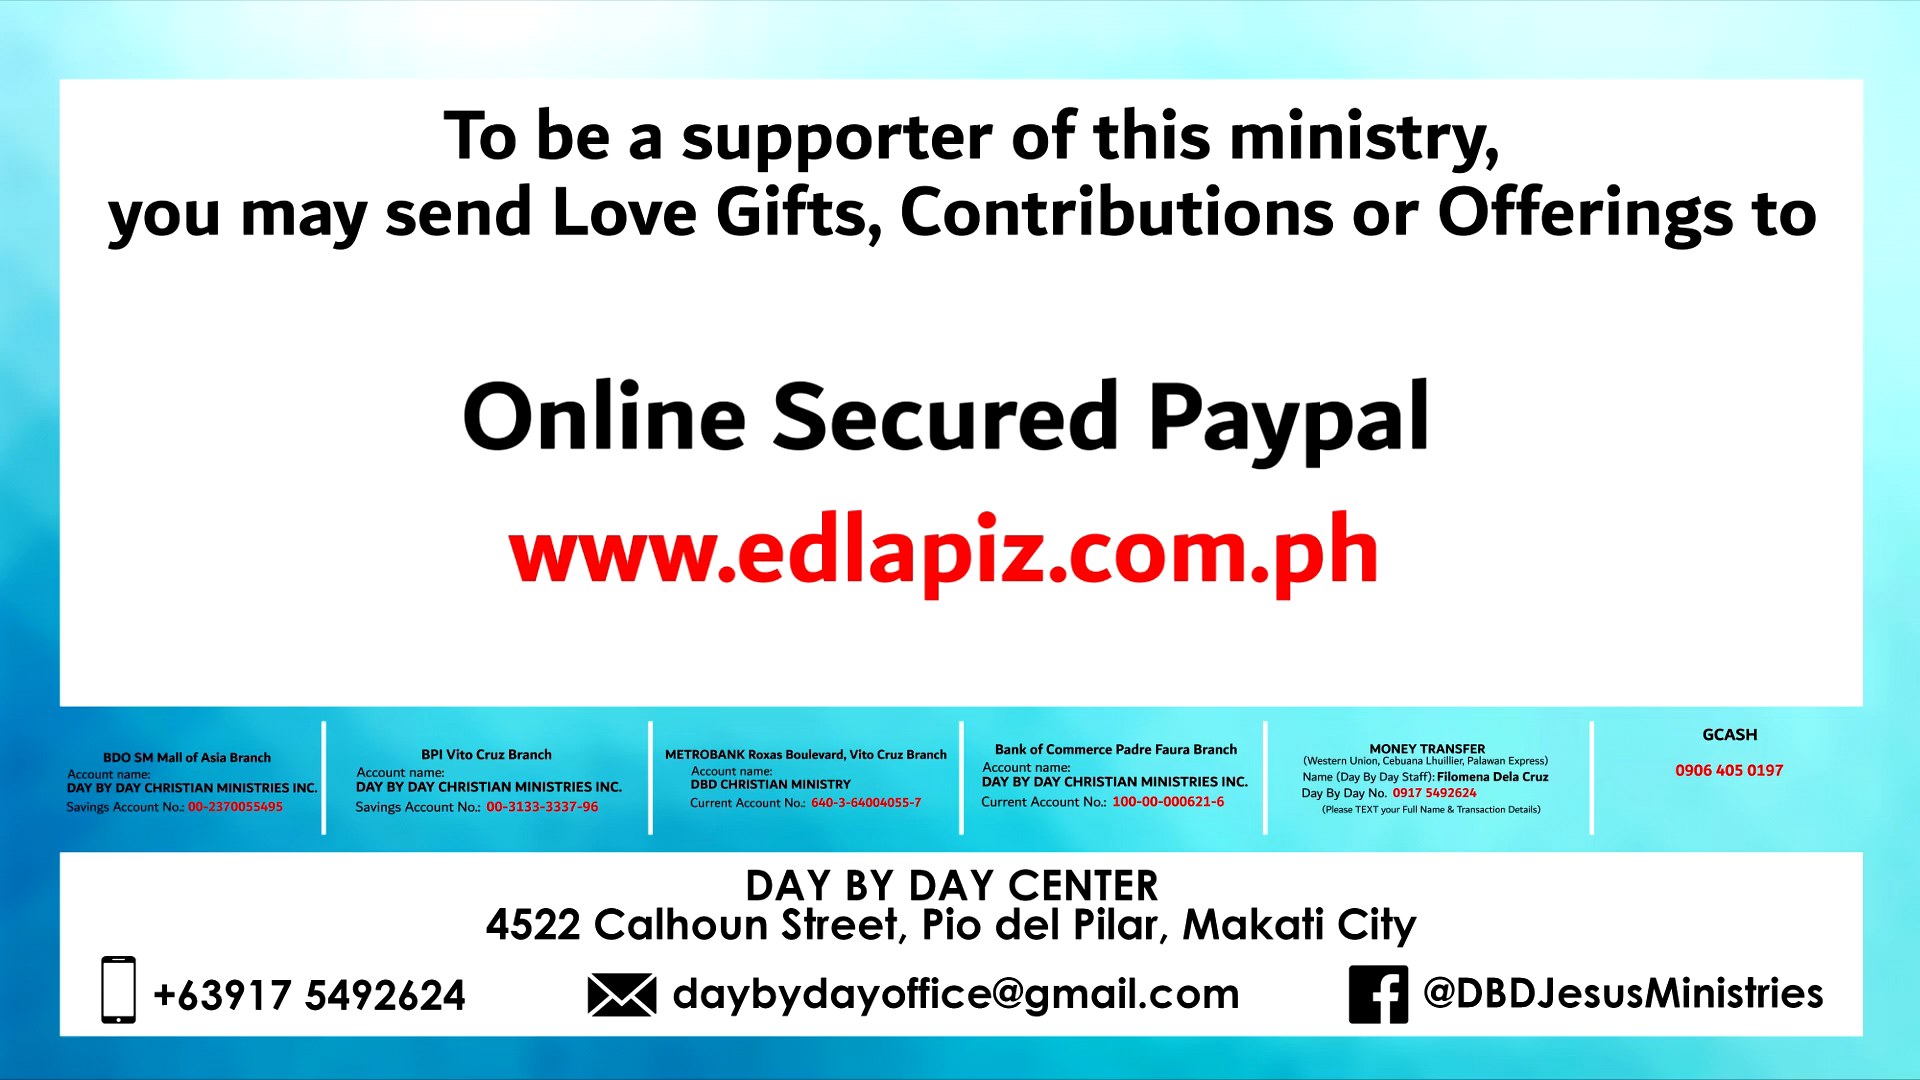 To be a supporter of this ministry,
you may send Love Gifts, Contributions or Offerings to
Online Secured Paypal
www.edlapiz.com.ph
BDO SM Mall of Asia Branch
Account name:
DAY BY DAY CHRISTIAN MINISTRIES INC.
Savings Account No.: 00-2370055495
BPI Vito Cruz Branch
Account name:
DAY BY DAY CHRISTIAN MINISTRIES INC.
Savings Account No.: 00-3133-3337-96
METROBANK Roxas Boulevard, Vito Cruz Branch
Account name:
DBD CHRISTIAN MINISTRY
Current Account No.: 640-3-64004055-7
Bank of Commerce Padre Faura Branch
Account name:
DAY BY DAY CHRISTIAN MINISTRIES INC.
Current Account No.: 100-00-000621-6
MONEY TRANSFER
(Western Union, Cebuana Lhuillier, Palawan Express)
Name (Day By Day Staff): Filomena Dela Cruz
Day By Day No. 0917 5492624
(Please TEXT your Full Name & Transaction Details)
GCASH
0906 405 0197
DAY BY DAY CENTER
4522 Calhoun Street, Pio del Pilar, Makati City
+63917 5492624
daybydayoffice@gmail.com
@DBDJesusMinistries